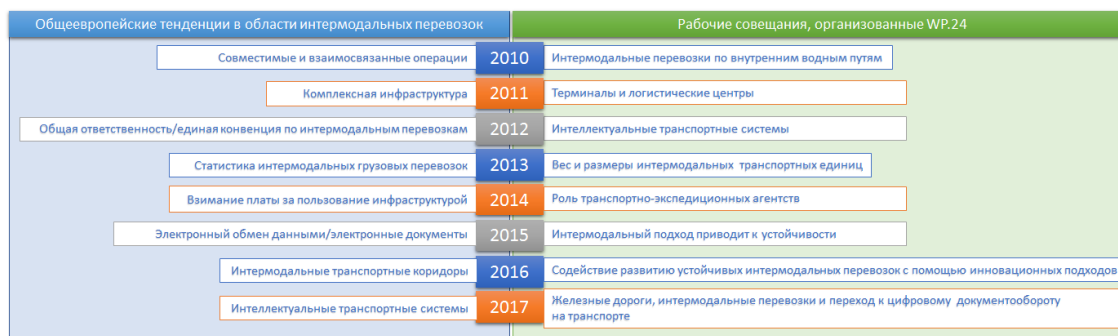 Общеевропейские тенденции в области интермодальных перевозок
Рабочие совещания, организованные WP.24
Совместимые и взаимосвязанные операции
2010
Интермодальные перевозки по внутренним водным путям
Комплексная инфраструктура
2011
Терминалы и логистические центры
Общая ответственность/единая конвенция по интермодальным перевозкам
2012
Интеллектуальные транспортные системы
Статистика интермодальных грузовых перевозок
2013
Вес и размеры интермодальных транспортных единиц
Взимание платы за пользование инфраструктурой
2014
Роль транспортно-экспедиционных агентств
Электронный обмен данными/электронные документы
2015
Интермодальный подход приводит к устойчивости
Интермодальные транспортные коридоры
2016
Содействие развитию устойчивых интермодальных перевозок с помощью инновационных подходов
Интеллектуальные транспортные системы
2017
Железные дороги, интермодальные перевозки и переход к цифровому документообороту
на транспорте